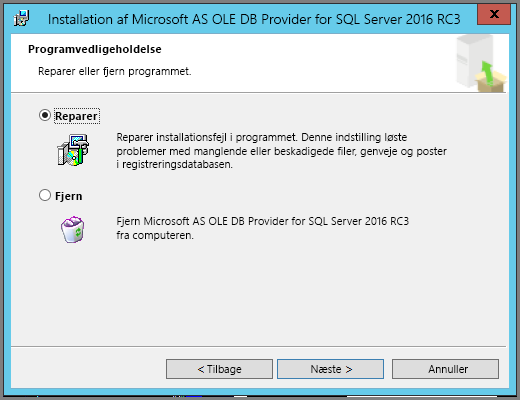 Installation af Microsoft AS OLE DB Provider for SQL Server 2016 RC3
x
Programvedligeholdelse
Reparer eller fjern programmet.
Reparer
Reparer installationsfejl i programmet. Denne indstilling løste
problemer med manglende eller beskadigede filer, genveje og poster
i registreringsdatabasen.
Fjern
Fjern Microsoft AS OLE DB Provider for SQL Server 2016 RC3
fra computeren.
< Tilbage
Næste >
Annuller